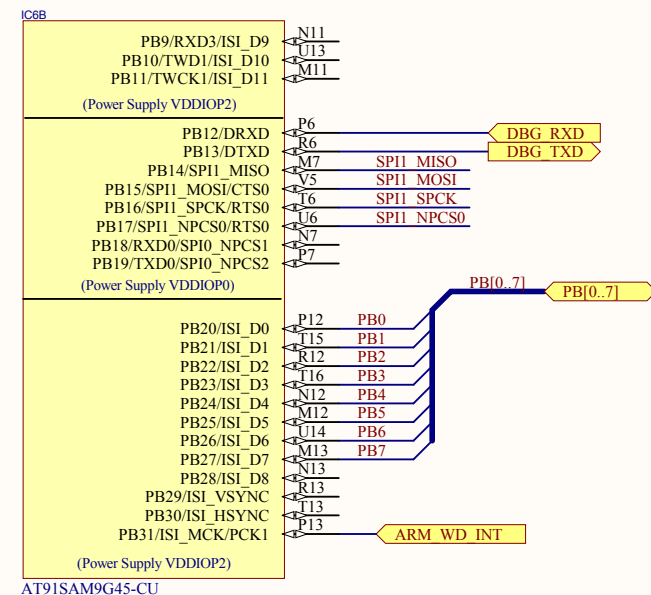 IC6B
PB9/RXD3/ISI_D9 N11
PB10/TWD1/ISI_D10 U13
PB11/TWCK1/ISI_D11 M11
(Power Supply VDDIOP2)
PB12/DRXD P6 DBG_RXD
PB13/DTXD R6 DBG_TXD
PB14/SPI1_MISO M7 SPI1_MISO
PB15/SPI1_MOSI/CTS0 V5 SPI1_MOSI
PB16/SPI1_SPCK/RTS0 T6 SPI1_SPCK
PB17/SPI1_NPCS0/RTS0 U6 SPI1_NPCS0
PB18/RXD0/SPI0_NPCS1 N7
PB19/TXD0/SPI0_NPCS2 P7
(Power Supply VDDIOP0)
PB[0..7] PB[0..7]
PB20/ISI_D0 P12 PB0
PB21/ISI_D1 T15 PB1
PB22/ISI_D2 R12 PB2
PB23/ISI_D3 T16 PB3
PB24/ISI_D4 N12 PB4
PB25/ISI_D5 M12 PB5
PB26/ISI_D6 U14 PB6
PB27/ISI_D7 M13 PB7
PB28/ISI_D8 N13
PB29/ISI_VSYNC R13
PB30/ISI_HSYNC T13
PB31/ISI_MCK/PCK1 P13 ARM_WD_INT
(Power Supply VDDIOP2)
AT91SAM9G45-CU